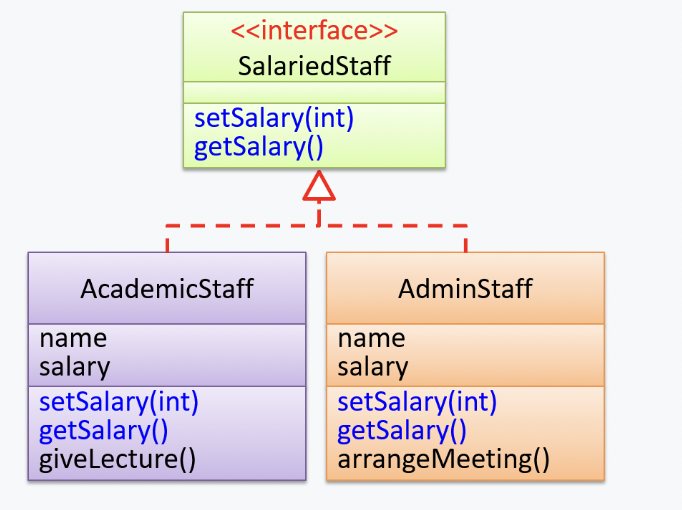 <<interface>>
SalariedStaff
setSalary(int)
getSalary()
AcademicStaff
name
salary
setSalary(int)
getSalary()
giveLecture()
AdminStaff
name
salary
setSalary(int)
getSalary()
arrangeMeeting()